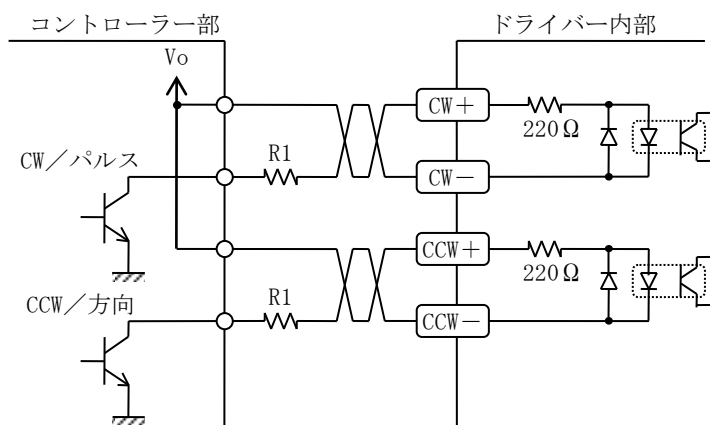 コントローラー部
ドライバー内部
Vo
CW＋
220Ω
CW／パルス
R1
CW－
CCW＋
220Ω
CCW／方向
R1
CCW－